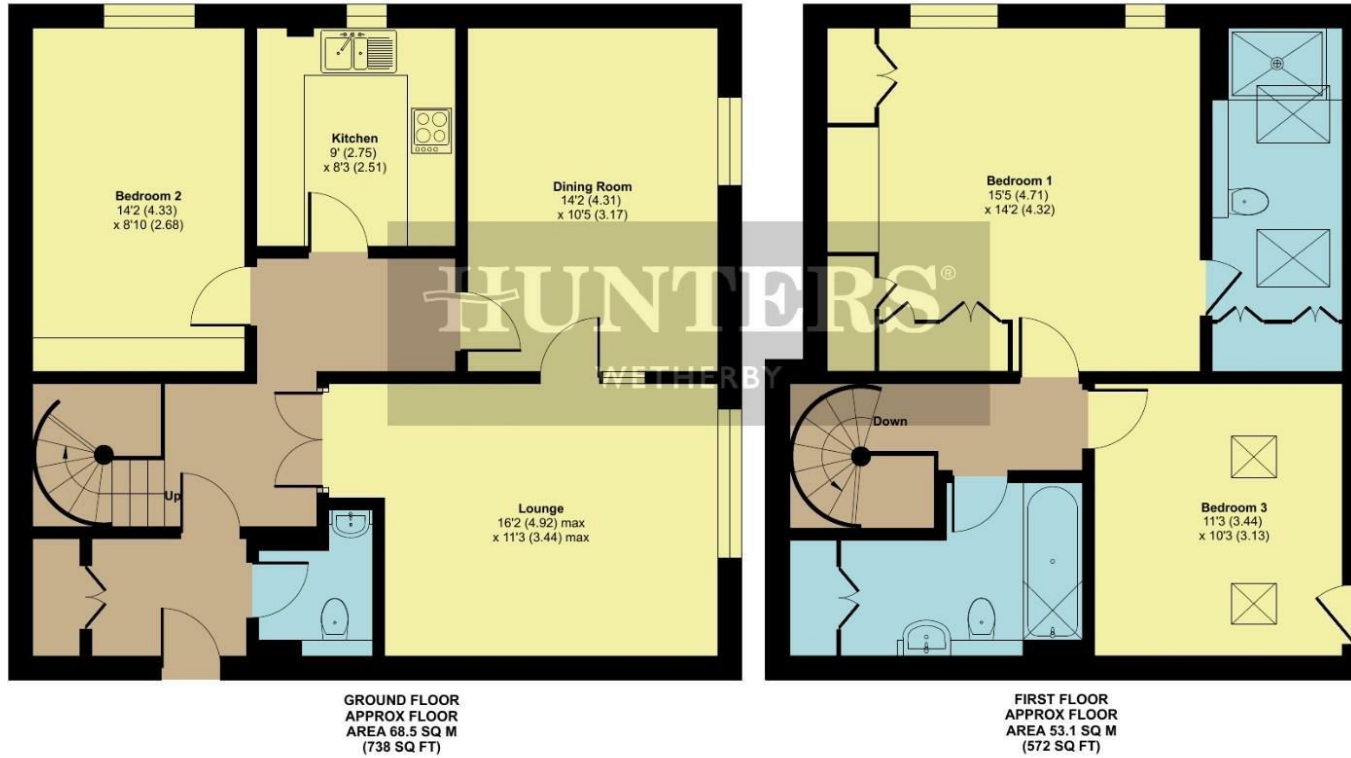 Bedroom 2
14'2 (4.33)
x 8'10 (2.68)
Kitchen
9' (2.75)
x 8'3 (2.51)
Dining Room
14'2 (4.31)
x 10'5 (3.17)
Up
Lounge
16'2 (4.92) max
x 11'3 (3.44) max
GROUND FLOOR
APPROX FLOOR
AREA 68.5 SQ M
(738 SQ FT)
HUNTERS®
WETHERBY
Bedroom 1
15'5 (4.71)
x 14'2 (4.32)
Down
Bedroom 3
11'3 (3.44)
x 10'3 (3.13)
FIRST FLOOR
APPROX FLOOR
AREA 53.1 SQ M
(572 SQ FT)